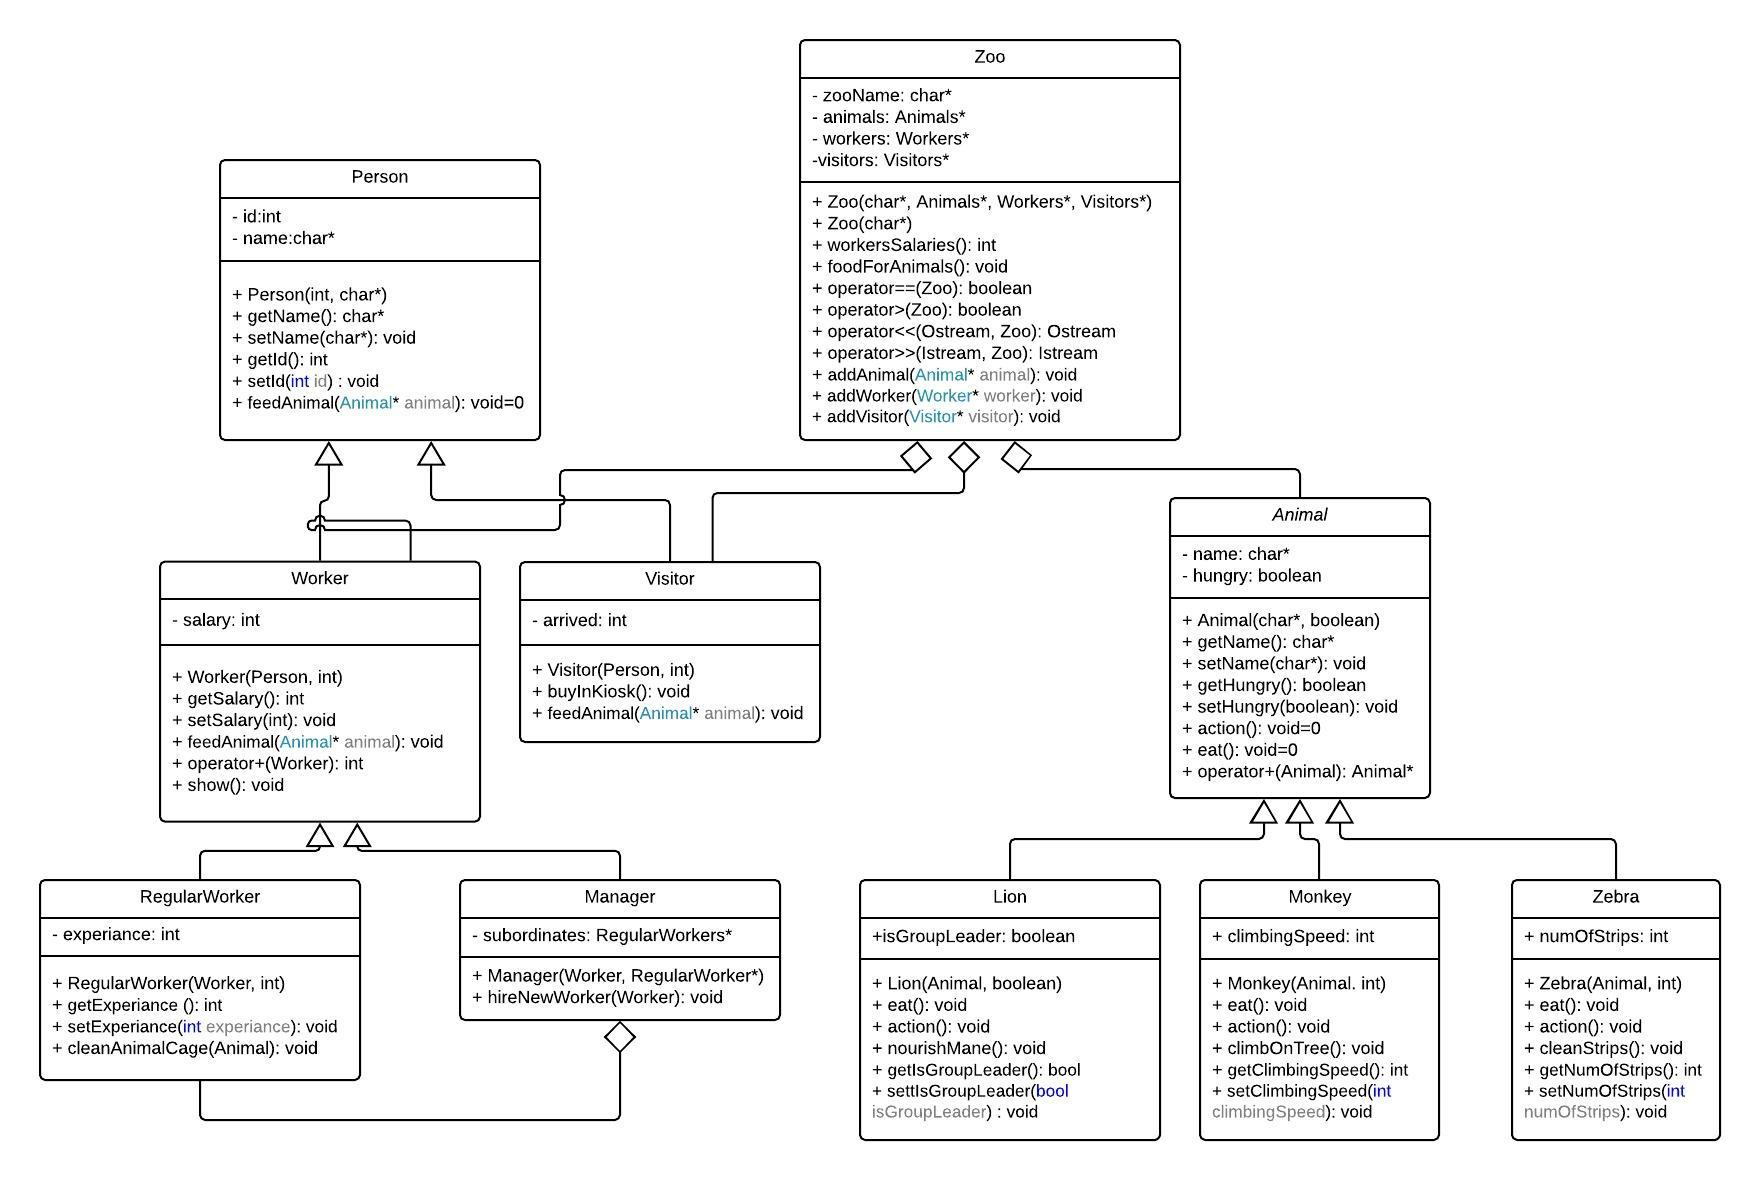 Zoo
- zooName: char*
- animals: Animals*
- workers: Workers*
-visitors: Visitors*
+ Zoo(char*, Animals*, Workers*, Visitors*)
+ Zoo(char*)
+ workersSalaries(): int
+ foodForAnimals(): void
+ operator==(Zoo): boolean
+ operator>(Zoo): boolean
+ operator<<(Ostream, Zoo): Ostream
+ operator>>(Istream, Zoo): Istream
+ addAnimal(Animal* animal): void
+ addWorker(Worker* worker): void
+ addVisitor(Visitor* visitor): void
Person
- id:int
- name:char*
+ Person(int, char*)
+ getName(): char*
+ setName(char*): void
+ getId(): int
+ setId(int id) : void
+ feedAnimal(Animal* animal): void=0
Worker
- salary: int
+ Worker(Person, int)
+ getSalary(): int
+ setSalary(int): void
+ feedAnimal(Animal* animal): void
+ operator+(Worker): int
+ show(): void
Visitor
- arrived: int
+ Visitor(Person, int)
+ buyInKiosk(): void
+ feedAnimal(Animal* animal): void
Animal
- name: char*
- hungry: boolean
+ Animal(char*, boolean)
+ getName(): char*
+ setName(char*): void
+ getHungry(): boolean
+ setHungry(boolean): void
+ action(): void=0
+ eat(): void=0
+ operator+(Animal): Animal*
RegularWorker
- experiance: int
+ RegularWorker(Worker, int)
+ getExperiance (): int
+ setExperiance(int experiance): void
+ cleanAnimalCage(Animal): void
Manager
- subordinates: RegularWorkers*
+ Manager(Worker, RegularWorker*)
+ hireNewWorker(Worker): void
Lion
+isGroupLeader: boolean
+ Lion(Animal, boolean)
+ eat(): void
+ action(): void
+ nourishMane(): void
+ getIsGroupLeader(): bool
+ settIsGroupLeader(bool
isGroupLeader) : void
Monkey
+ climbingSpeed: int
+ Monkey(Animal. int)
+ eat(): void
+ action(): void
+ climbOnTree(): void
+ getClimbingSpeed(): int
+ setClimbingSpeed(int
climbingSpeed): void
Zebra
+ numOfStrips: int
+ Zebra(Animal, int)
+ eat(): void
+ action(): void
+ cleanStrips(): void
+ getNumOfStrips(): int
+ setNumOfStrips(int
numOfStrips): void